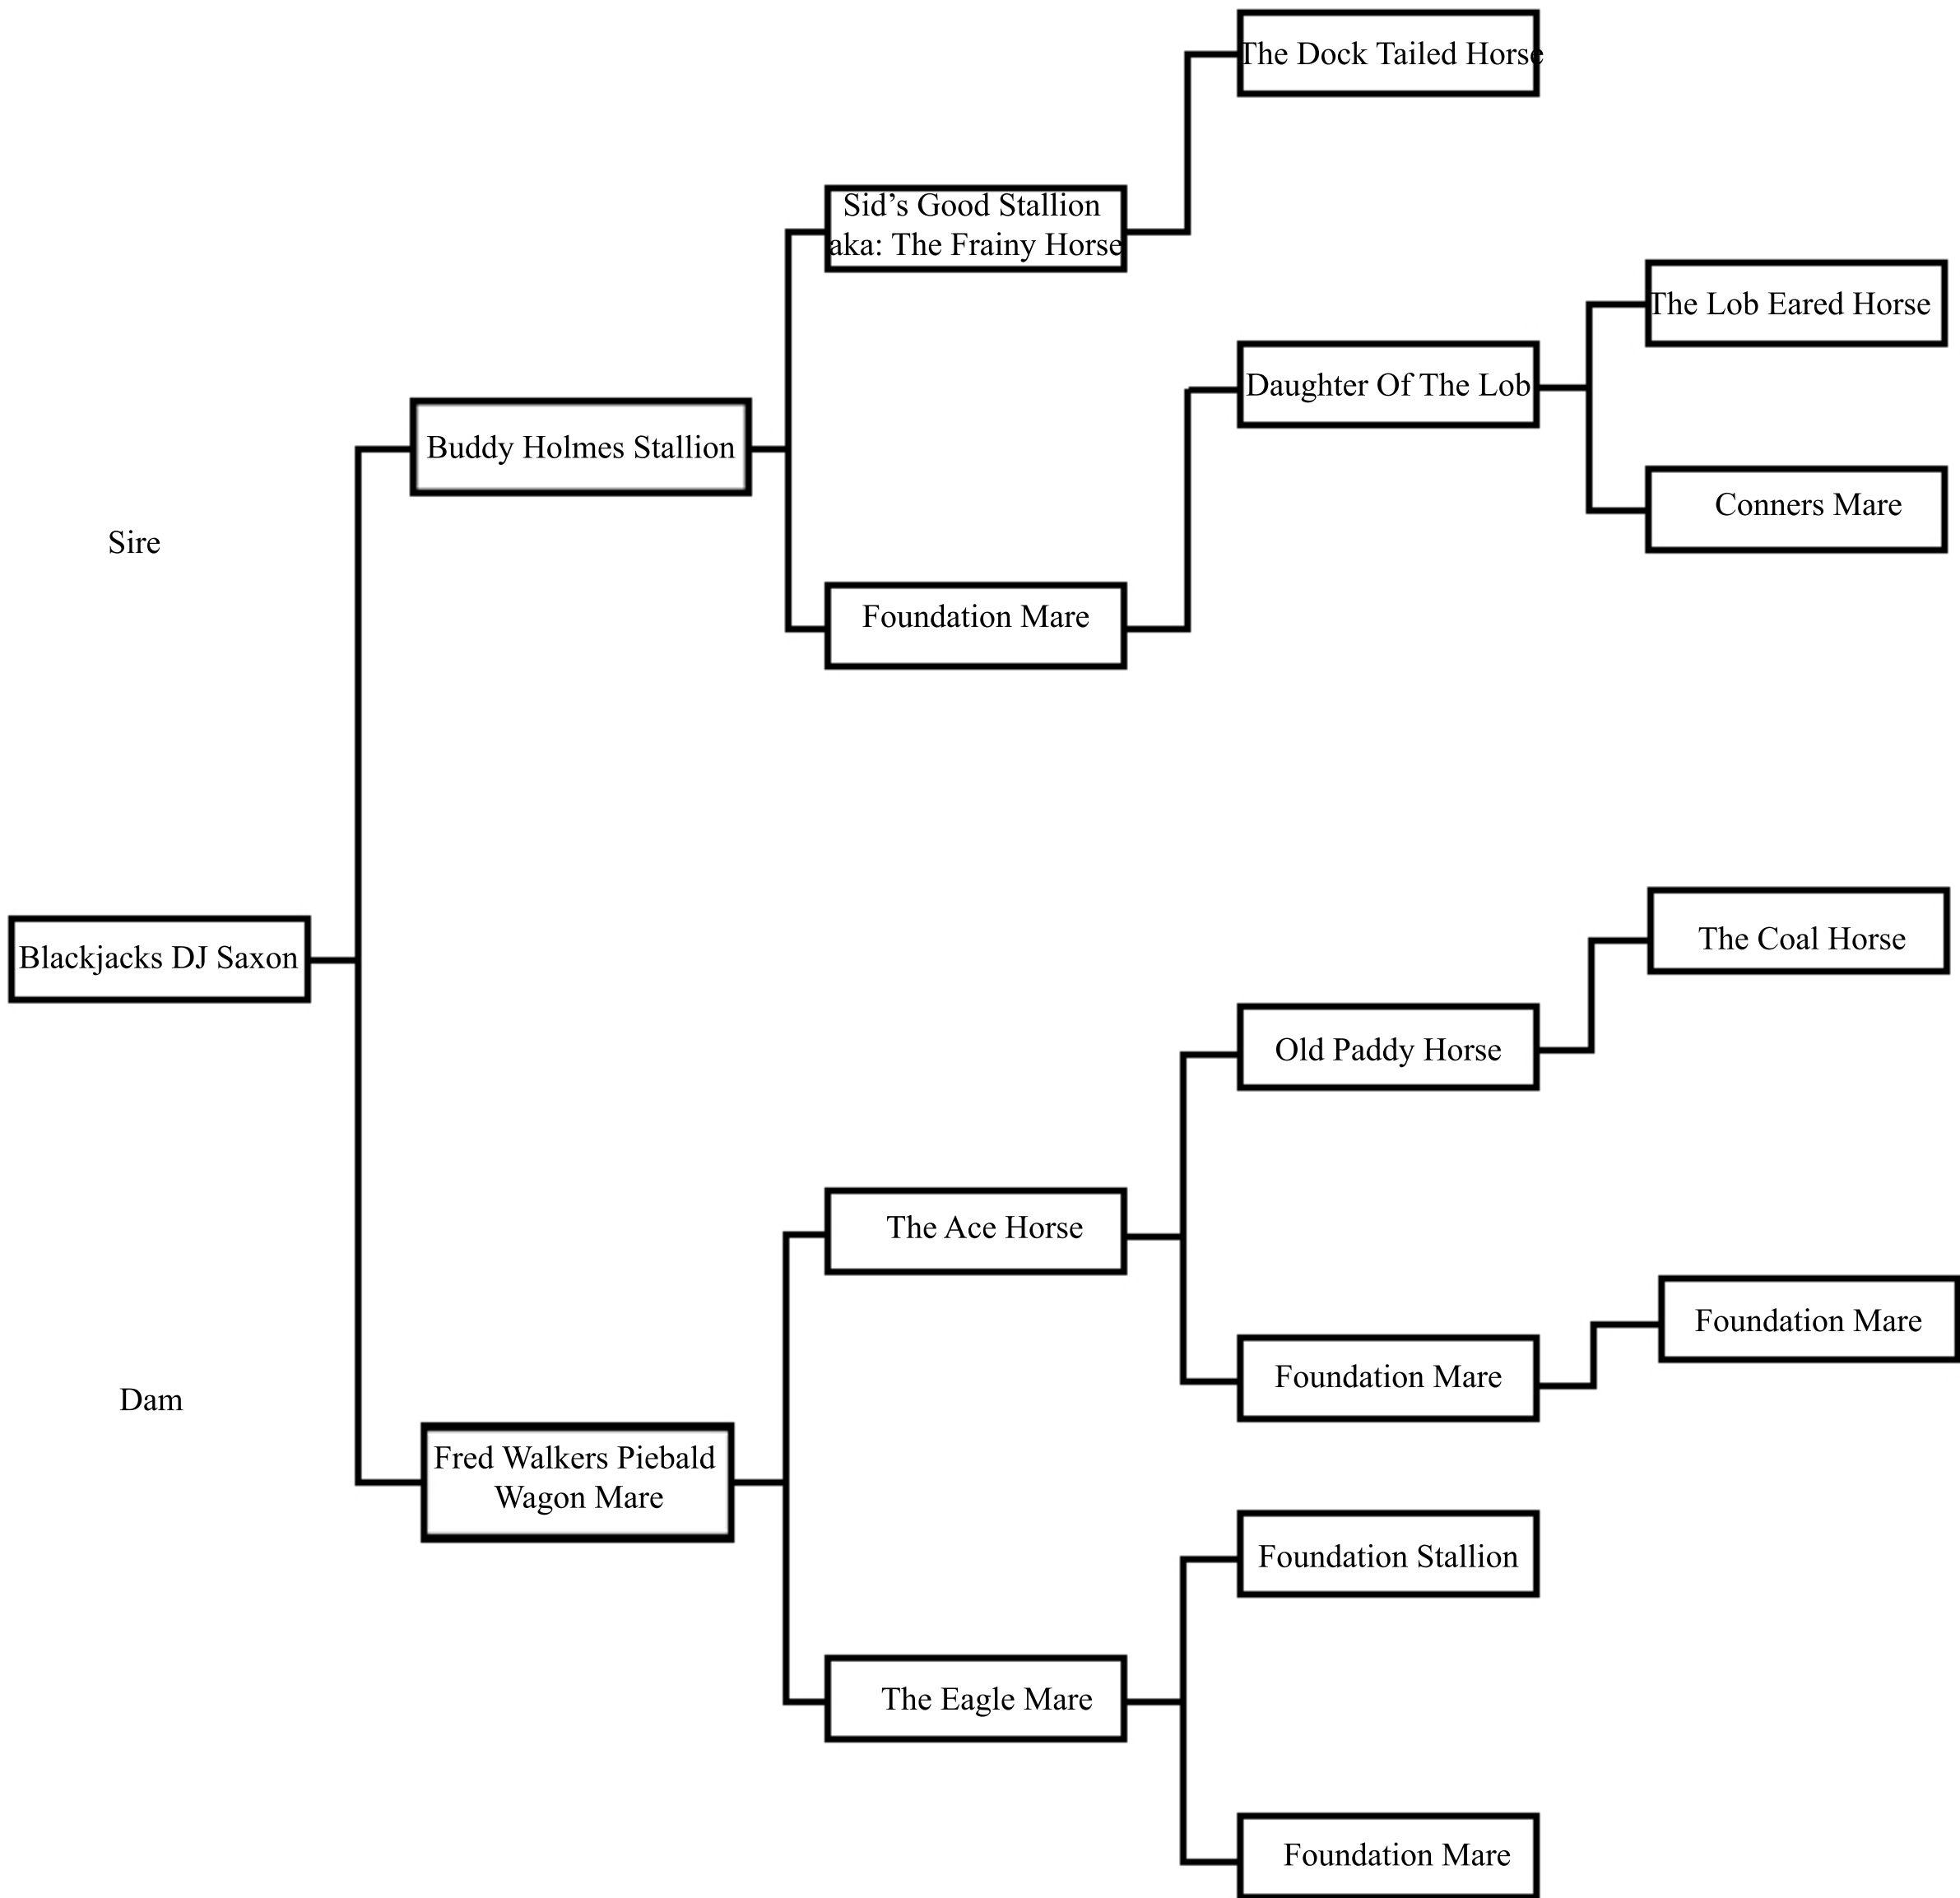 The Dock Tailed Horse
Sid’s Good Stallion
aka: The Frainy Horse
The Lob Eared Horse
Daughter Of The Lob
Buddy Holmes Stallion
Conners Mare
Sire
Foundation Mare
The Coal Horse
Blackjacks DJ Saxon
Old Paddy Horse
The Ace Horse
Foundation Mare
Foundation Mare
Dam
Fred Walkers Piebald
Wagon Mare
Foundation Stallion
The Eagle Mare
Foundation Mare